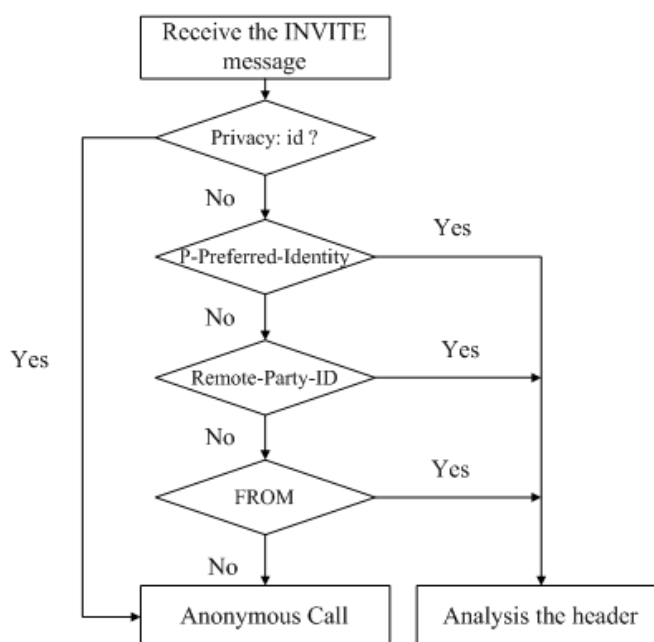 Receive the INVITE
message
Privacy: id ?
No
P-Preferred-Identity
Yes
No
Yes
Remote-Party-ID
Yes
No
FROM
Yes
No
Anonymous Call
Analysis the header